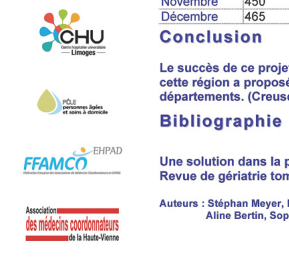 CHU
Centre hospitalier universitaire
Limoges
PÔLE
personnes âgées
et soins à domicile
EHPAD
FFAMCO
Association
des médecins coordonnateurs
de la Haute-Vienne
Novembre 450
Décembre 465
Conclusion
Le succès de ce proje
cette région a proposé
départements. (Creuse
Bibliographie
Une solution dans la p
Revue de gériatrie tom
Auteurs : Stéphan Meyer,
Aline Bertin, Sop